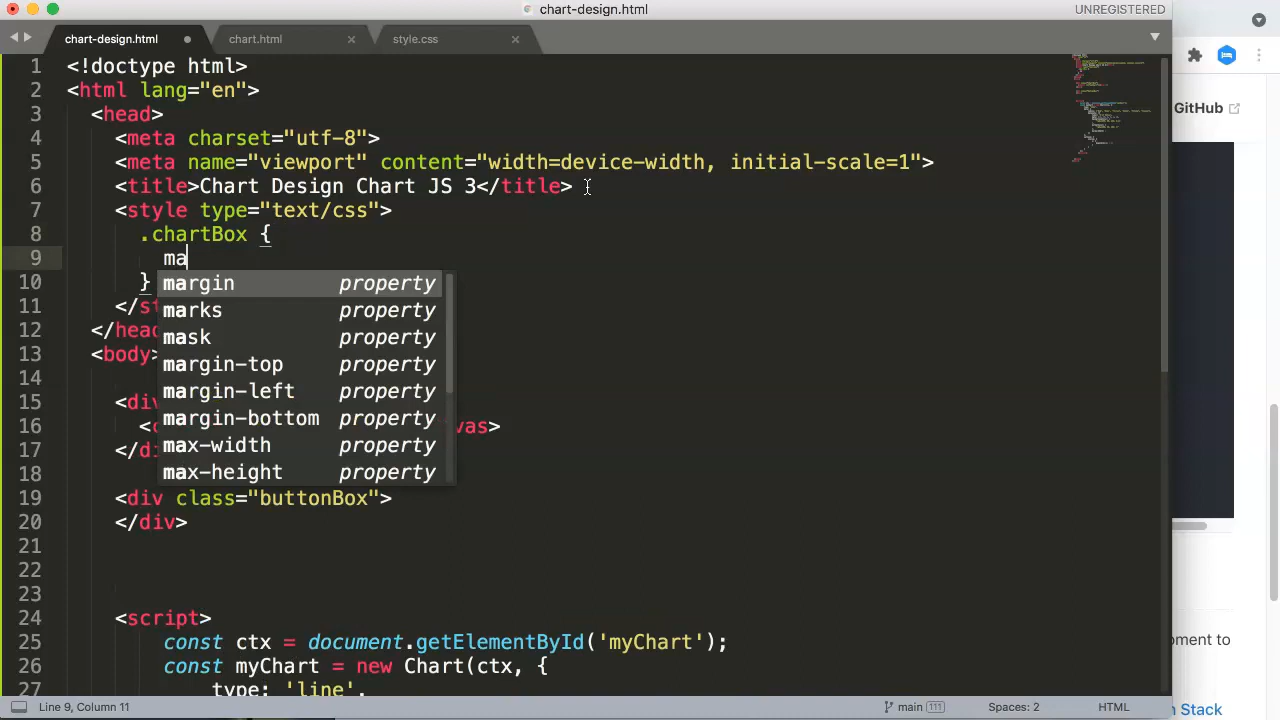 chart-design.html
UNREGISTERED
chart-design.html
chart.html
style.css
GitHub
1 <!doctype html>
2 <html lang="en">
3 <head>
4 <meta charset="utf-8">
5 <meta name="viewport" content="width=device-width, initial-scale=1">
6 <title>Chart Design Chart JS 3</title>
7 <style type="text/css">
8 .chartBox {
9 ma
margin property
marks property
mask property
margin-top property
margin-left property
margin-bottom property
max-width property
max-height property
10 }
11 </st
12 </head
13 <body>
14
15 <div
16 <c vas>
17 </di
18
19 <div class="buttonBox">
20 </div>
21
22
23
24 <script>
25 const ctx = document.getElementById('myChart');
26 const myChart = new Chart(ctx, {
27 type: 'line',
oment to
n Stack
Line 9, Column 11
main 111
Spaces: 2
HTML